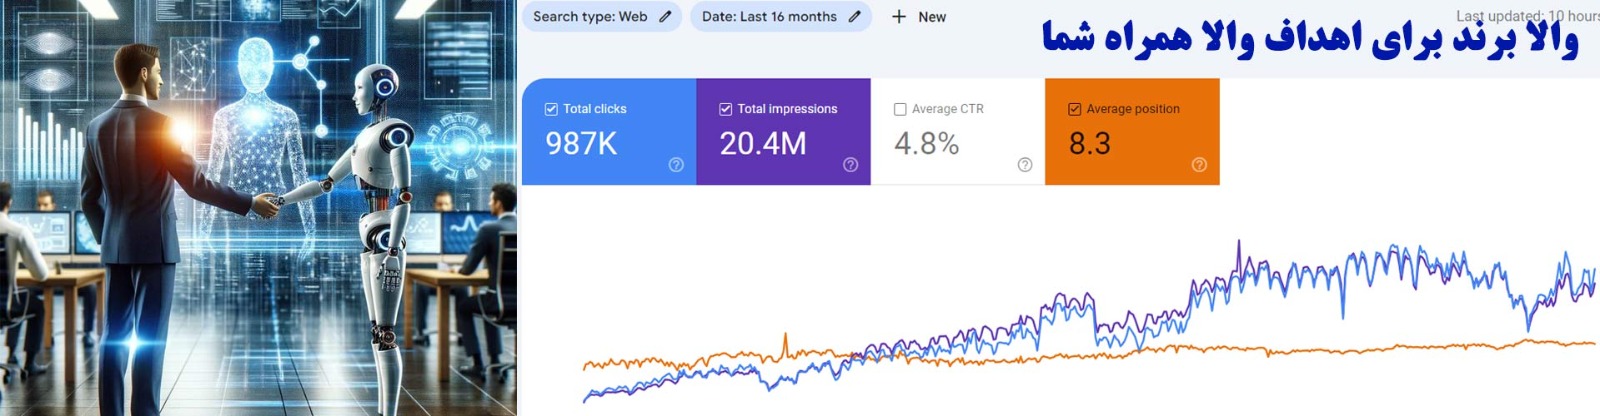 Search type: Web
Date: Last 16 months
New
Last updated: 10 hours
والا برند برای اهداف والا همراه شما
Total clicks
987K
Total impressions
20.4M
Average CTR
4.8%
Average position
8.3